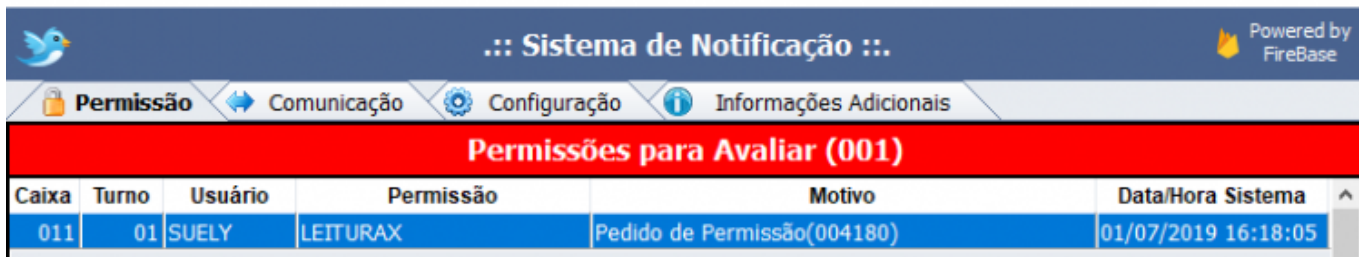 .:: Sistema de Notificação ::.
Powered by
FireBase
Permissão Comunicação Configuração Informações Adicionais
Permissões para Avaliar (001)
Caixa Turno Usuário Permissão Motivo Data/Hora Sistema
011 01 SUELY LEITURAX Pedido de Permissão(004180) 01/07/2019 16:18:05